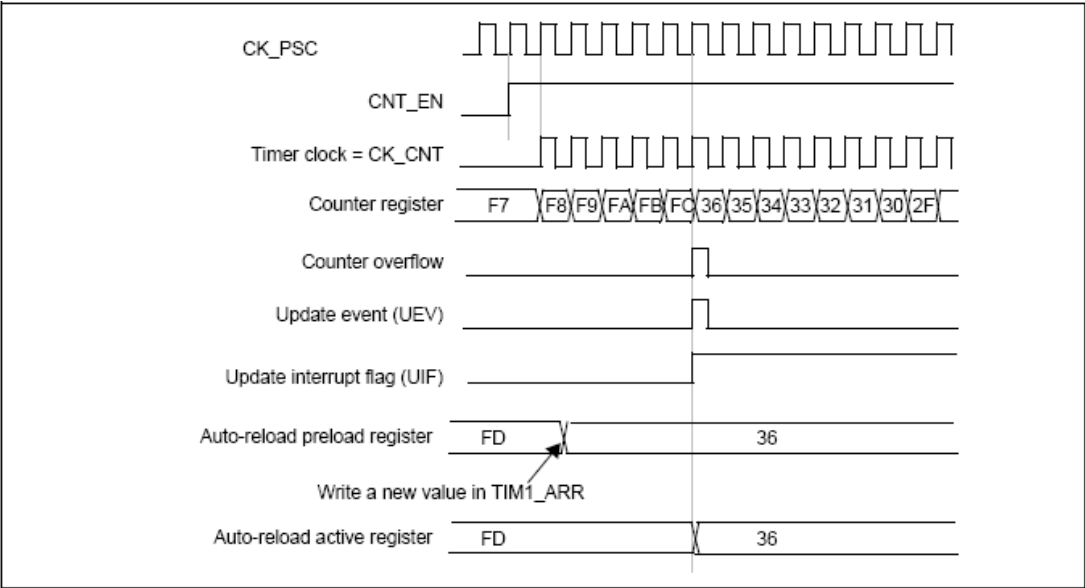 CK_PSC
CNT_EN
Timer clock = CK_CNT
Counter register F7 F8 F9 FA FB FC 36 35 34 33 32 31 30 2F
Counter overflow
Update event (UEV)
Update interrupt flag (UIF)
Auto-reload preload register FD 36
Write a new value in TIM1_ARR
Auto-reload active register FD 36